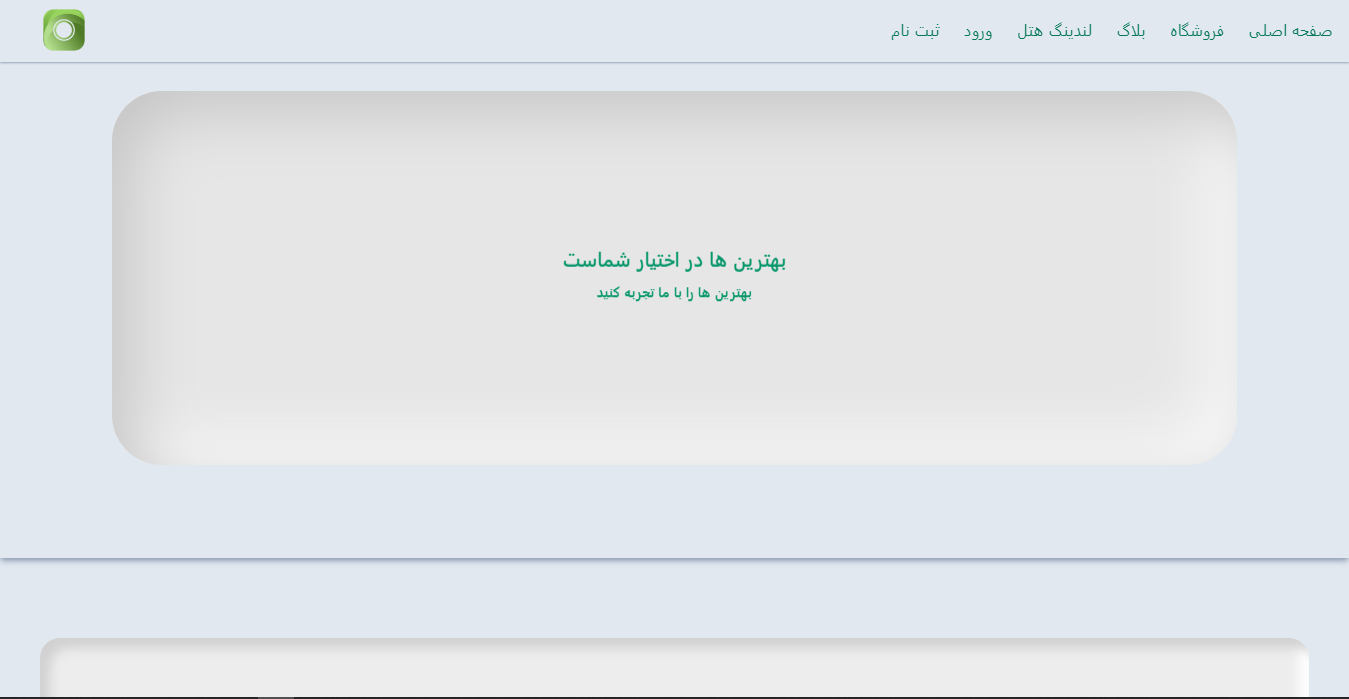 صفحه اصلی فروشگاه بلاگ لندینگ هتل ورود ثبت نام
بهترین ها در اختیار شماست
بهترین ها را با ما تجربه کنید